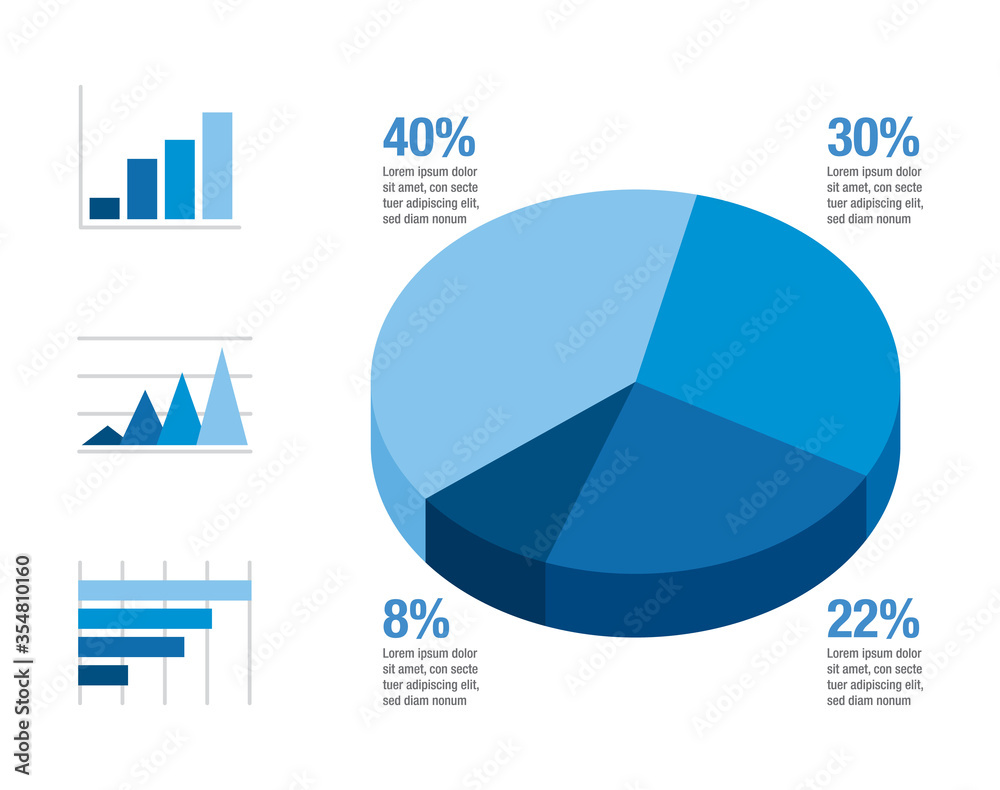 40%
Lorem ipsum dolor
sit amet, con secte
tuer adipiscing elit,
sed diam nonum
30%
Lorem ipsum dolor
sit amet, con secte
tuer adipiscing elit,
sed diam nonum
8%
Lorem ipsum dolor
sit amet, con secte
tuer adipiscing elit,
sed diam nonum
22%
Lorem ipsum dolor
sit amet, con secte
tuer adipiscing elit,
sed diam nonum
Adobe Stock | #354810160